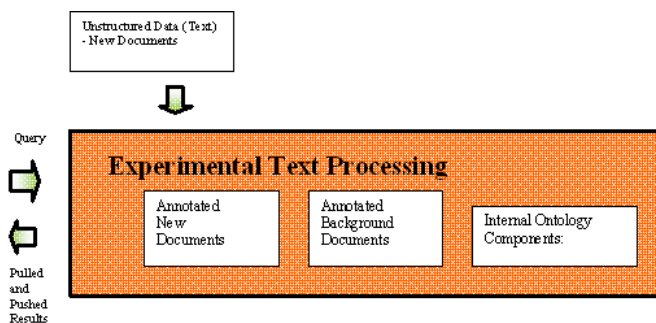 Unstructured Data (Text)
- New Documents
Query
Experimental Text Processing
Annotated
New
Documents
Annotated
Background
Documents
Internal Ontology
Components:
Pulled
and
Pushed
Results